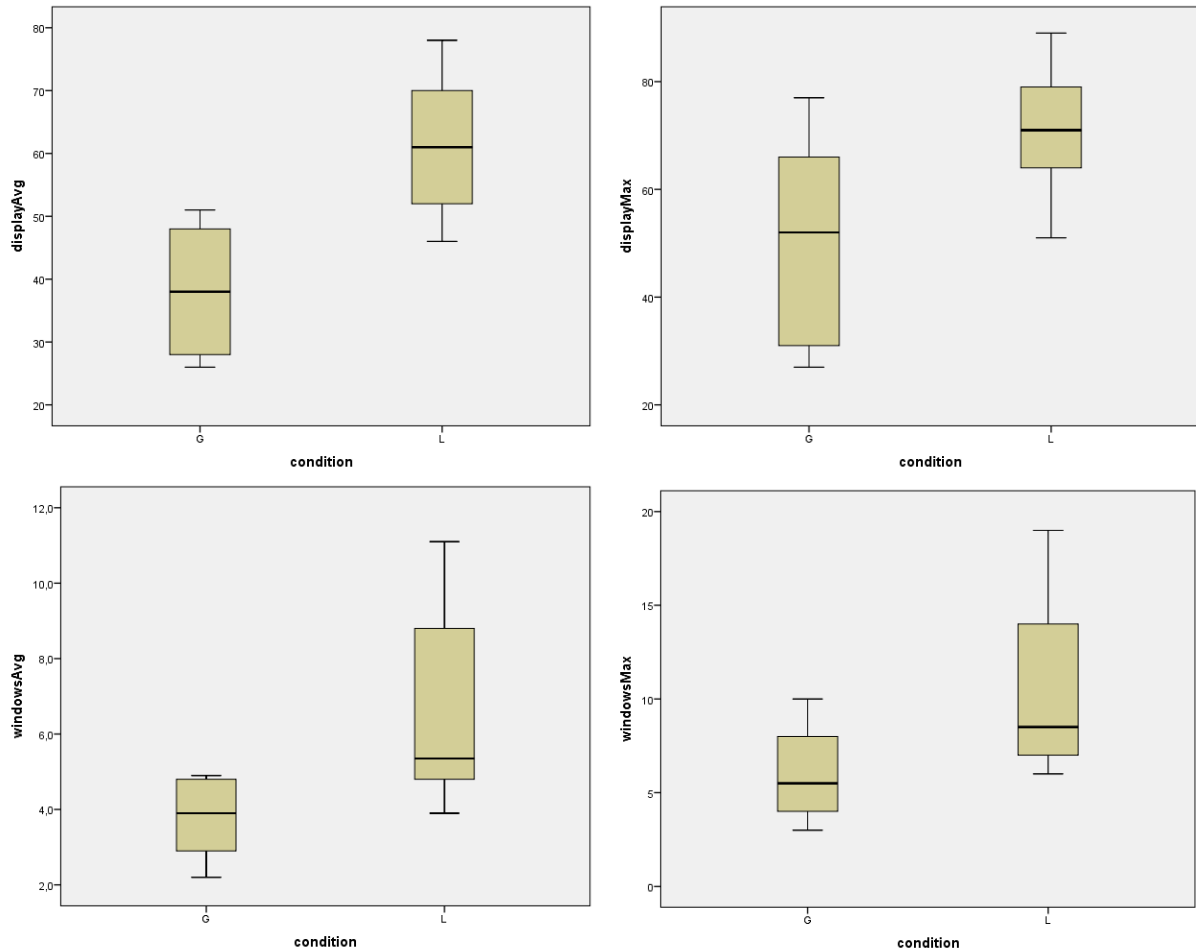 80
70
60
50
40
30
20
displayAvg
G
L
condition
80
60
40
20
displayMax
G
L
condition
12,0
10,0
8,0
6,0
4,0
2,0
windowsAvg
G
L
condition
20
15
10
5
0
windowsMax
G
L
condition